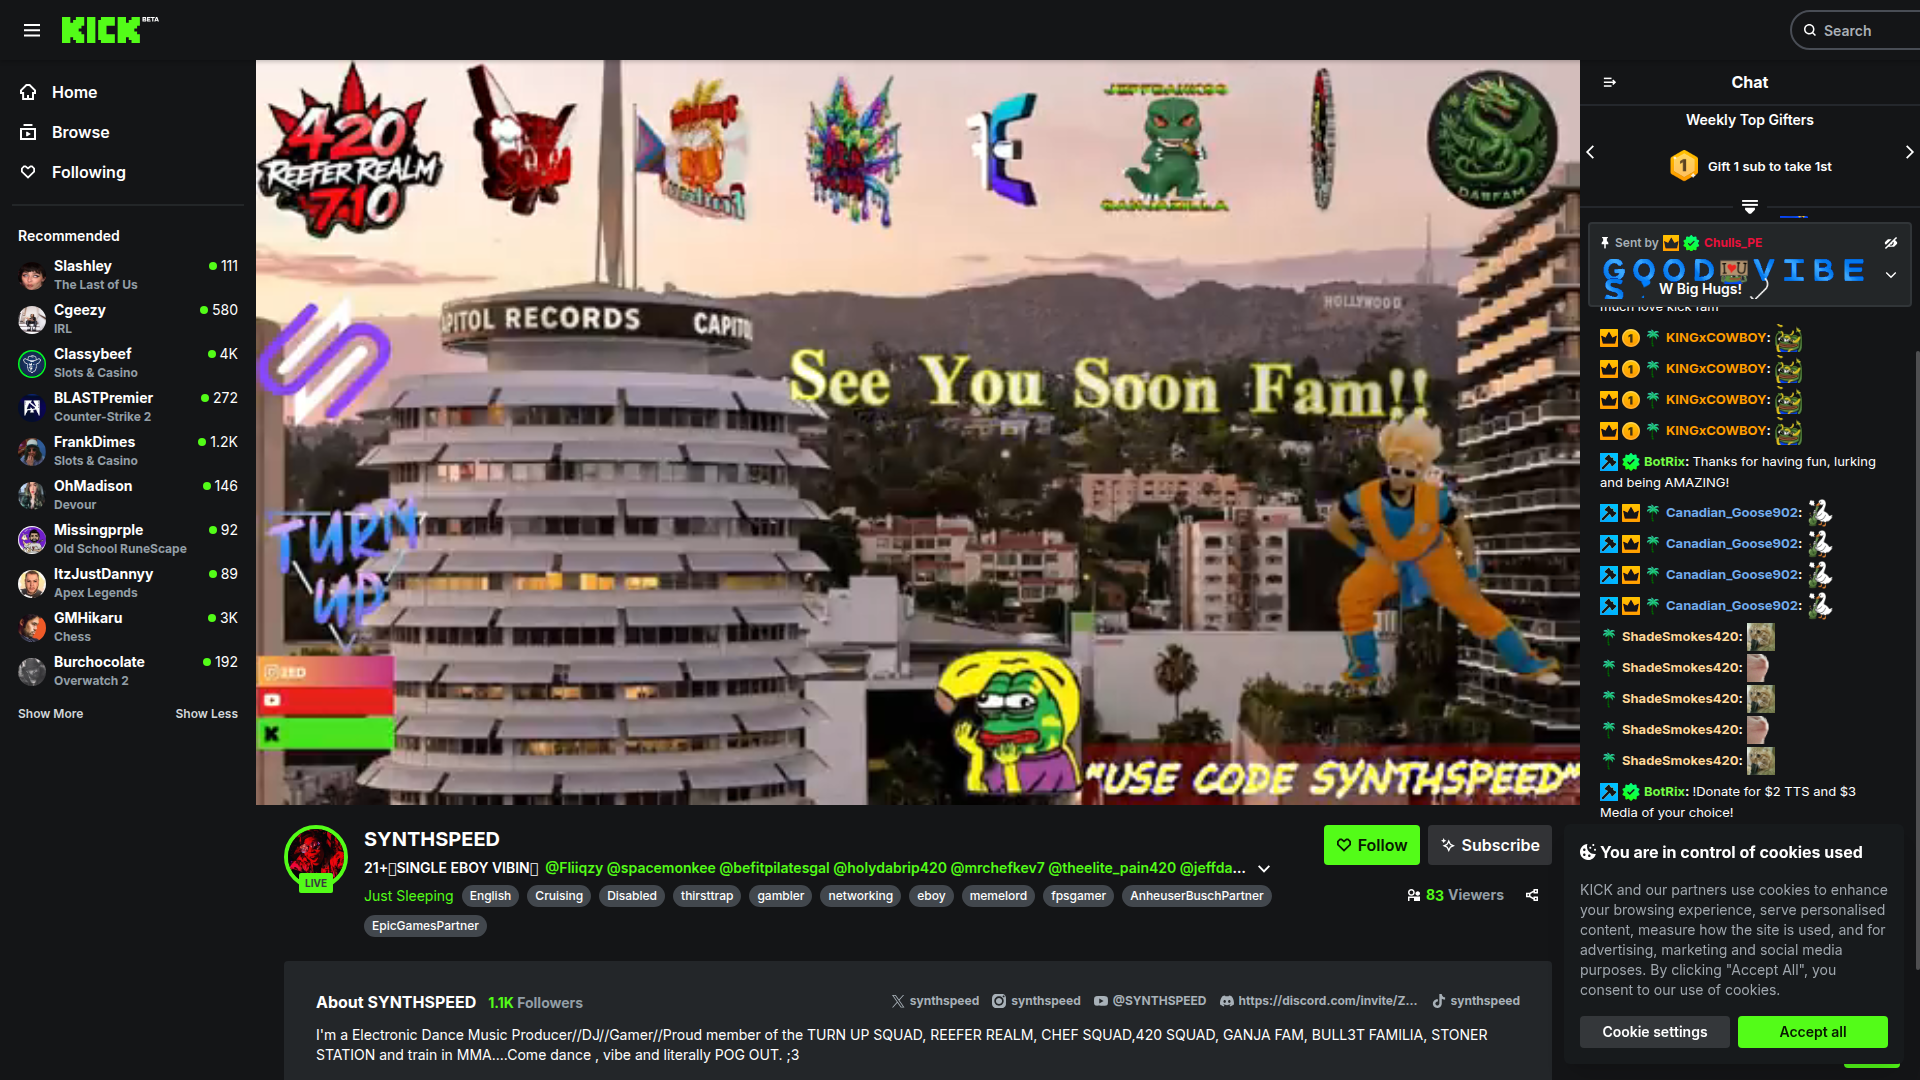 KICK BETA
Search
Home
Browse
Following
Recommended
Slashley 111
The Last of Us
Cgeezy 580
IRL
Classybeef 4K
Slots & Casino
BLASTPremier 272
Counter-Strike 2
FrankDimes 1.2K
Slots & Casino
OhMadison 146
Devour
Missingprple 92
Old School RuneScape
ItzJustDannyy 89
Apex Legends
GMHikaru 3K
Chess
Burchocolate 192
Overwatch 2
Show More Show Less
420
REEFER REALM
710
JEFFDANK90
GANJAZILLA
DABFAM
CAPITOL RECORDS CAPITO
HOLLYWOOD
See You Soon Fam!!
TURN
UP
"USE CODE SYNTHSPEED"
LIVE
SYNTHSPEED
21+ SINGLE EBOY VIBIN @Fliiqzy @spacemonkee @befitpilatesgal @holydabrip420 @mrchefkev7 @theelite_pain420 @jeffda...
Just Sleeping English Cruising Disabled thirsttrap gambler networking eboy memelord fpsgamer AnheuserBuschPartner
EpicGamesPartner
Follow
Subscribe
83 Viewers
About SYNTHSPEED 1.1K Followers
synthspeed synthspeed @SYNTHSPEED https://discord.com/invite/Z... synthspeed
I'm a Electronic Dance Music Producer//DJ//Gamer//Proud member of the TURN UP SQUAD, REEFER REALM, CHEF SQUAD,420 SQUAD, GANJA FAM, BULL3T FAMILIA, STONER
STATION and train in MMA....Come dance , vibe and literally POG OUT. ;3
Chat
Weekly Top Gifters
1 Gift 1 sub to take 1st
Sent by Chulls_PE
GOOD I ♥ U VIBE
S W Big Hugs!
much love kick fam
1 KINGxCOWBOY:
1 KINGxCOWBOY:
1 KINGxCOWBOY:
1 KINGxCOWBOY:
BotRix: Thanks for having fun, lurking
and being AMAZING!
Canadian_Goose902:
Canadian_Goose902:
Canadian_Goose902:
Canadian_Goose902:
ShadeSmokes420:
ShadeSmokes420:
ShadeSmokes420:
ShadeSmokes420:
ShadeSmokes420:
BotRix: !Donate for $2 TTS and $3
Media of your choice!
You are in control of cookies used
KICK and our partners use cookies to enhance
your browsing experience, serve personalised
content, measure how the site is used, and for
advertising, marketing and social media
purposes. By clicking "Accept All", you
consent to our use of cookies.
Cookie settings
Accept all